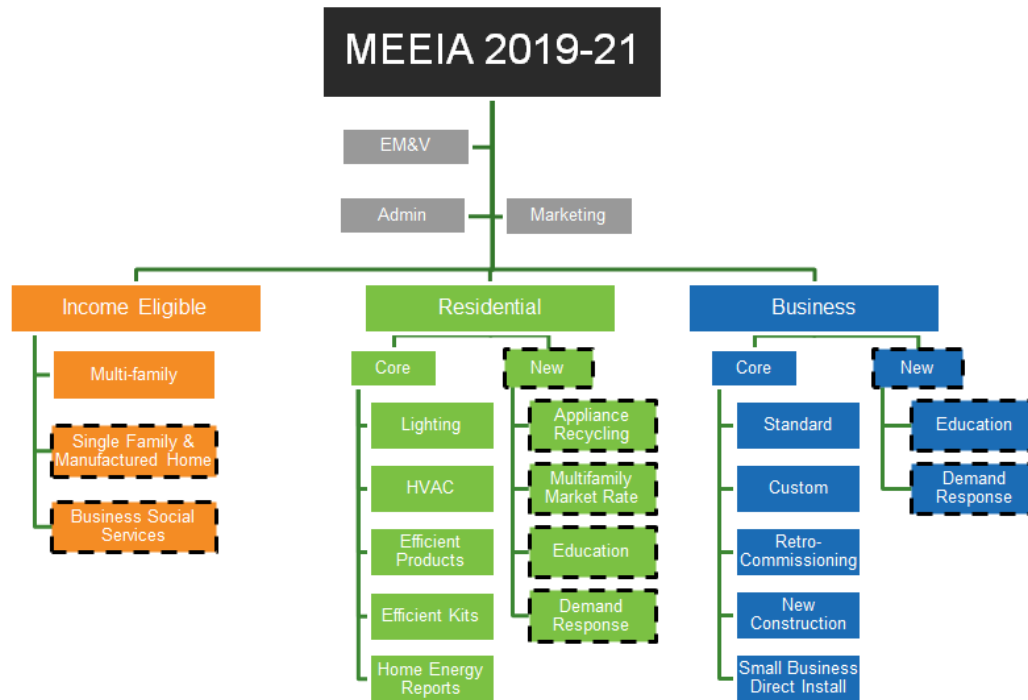 MEEIA 2019-21
EM&V
Admin
Marketing
Income Eligible
Multi-family
Single Family &
Manufactured Home
Business Social
Services
Residential
Core
Lighting
HVAC
Efficient
Products
Efficient Kits
Home Energy
Reports
New
Appliance
Recycling
Multifamily
Market Rate
Education
Demand
Response
Business
Core
Standard
Custom
Retro-
Commissioning
New
Construction
Small Business
Direct Install
New
Education
Demand
Response